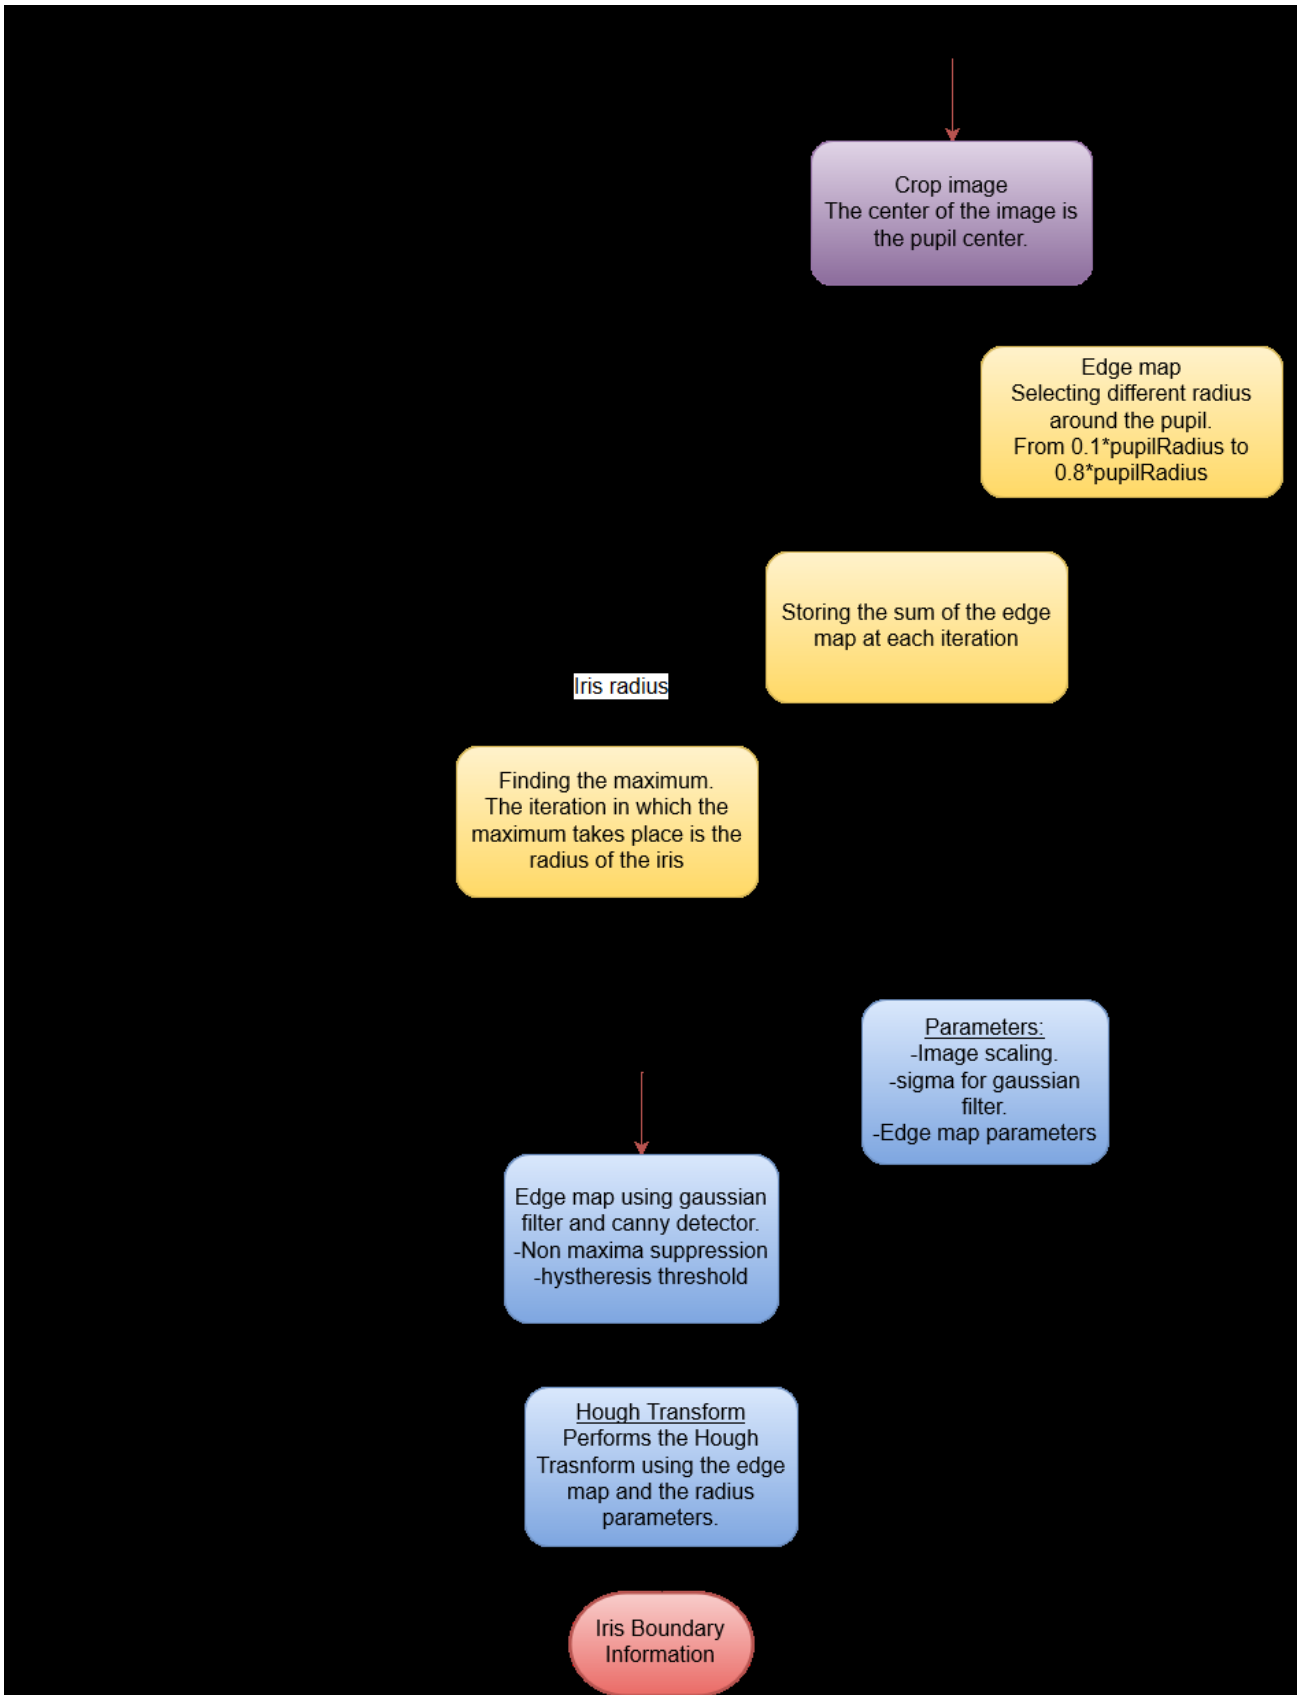 Crop image
The center of the image is
the pupil center.
Edge map
Selecting different radius
around the pupil.
From 0.1*pupilRadius to
0.8*pupilRadius
Storing the sum of the edge
map at each iteration
Iris radius
Finding the maximum.
The iteration in which the
maximum takes place is the
radius of the iris
Parameters:
-Image scaling.
-sigma for gaussian
filter.
-Edge map parameters
Edge map using gaussian
filter and canny detector.
-Non maxima suppression
-hystheresis threshold
Hough Transform
Performs the Hough
Trasnform using the edge
map and the radius
parameters.
Iris Boundary
Information